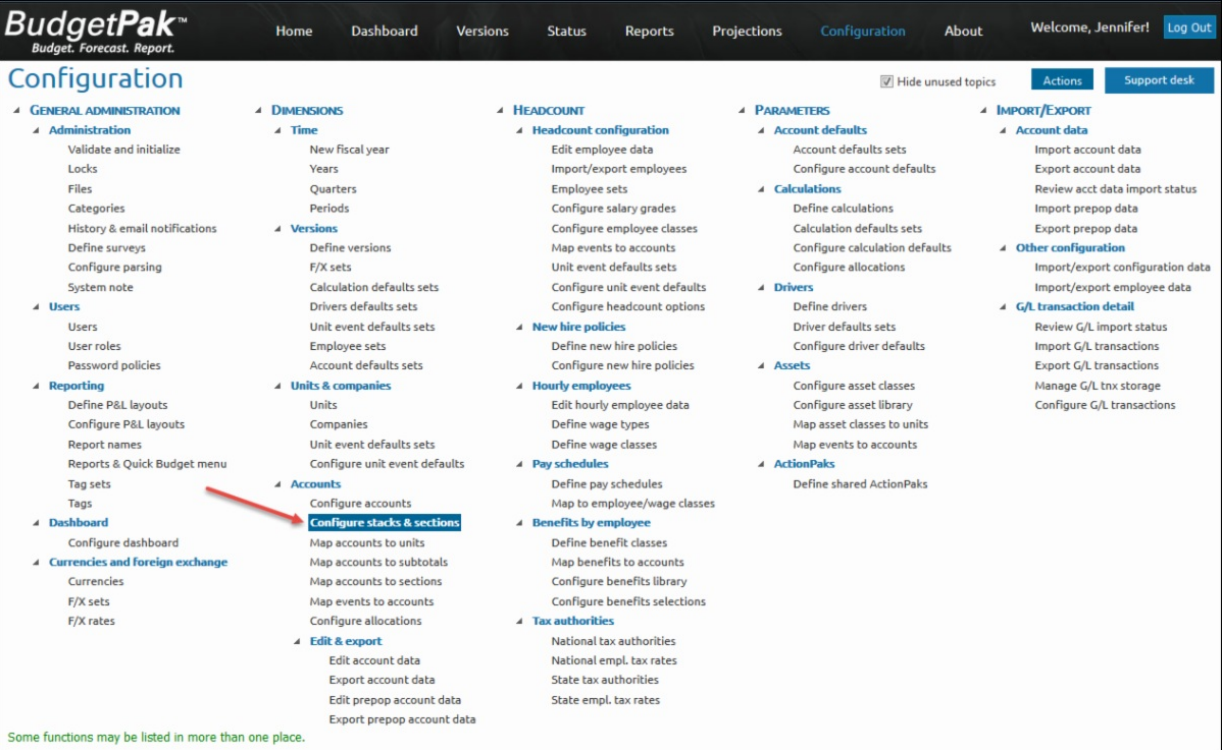 BudgetPak™
Budget. Forecast. Report.
Home Dashboard Versions Status Reports Projections Configuration About
Welcome, Jennifer! Log Out
Configuration
Hide unused topics
Actions
Support desk
GENERAL ADMINISTRATION
Administration
Validate and initialize
Locks
Files
Categories
History & email notifications
Define surveys
Configure parsing
System note
Users
Users
User roles
Password policies
Reporting
Define P&L layouts
Configure P&L layouts
Report names
Reports & Quick Budget menu
Tag sets
Tags
Dashboard
Configure dashboard
Currencies and foreign exchange
Currencies
F/X sets
F/X rates
DIMENSIONS
Time
New fiscal year
Years
Quarters
Periods
Versions
Define versions
F/X sets
Calculation defaults sets
Drivers defaults sets
Unit event defaults sets
Employee sets
Account defaults sets
Units & companies
Units
Companies
Unit event defaults sets
Configure unit event defaults
Accounts
Configure accounts
Configure stacks & sections
Map accounts to units
Map accounts to subtotals
Map accounts to sections
Map events to accounts
Configure allocations
Edit & export
Edit account data
Export account data
Edit prepop account data
Export prepop account data
HEADCOUNT
Headcount configuration
Edit employee data
Import/export employees
Employee sets
Configure salary grades
Configure employee classes
Map events to accounts
Unit event defaults sets
Configure unit event defaults
Configure headcount options
New hire policies
Define new hire policies
Configure new hire policies
Hourly employees
Edit hourly employee data
Define wage types
Define wage classes
Pay schedules
Define pay schedules
Map to employee/wage classes
Benefits by employee
Define benefit classes
Map benefits to accounts
Configure benefits library
Configure benefits selections
Tax authorities
National tax authorities
National empl. tax rates
State tax authorities
State empl. tax rates
PARAMETERS
Account defaults
Account defaults sets
Configure account defaults
Calculations
Define calculations
Calculation defaults sets
Configure calculation defaults
Configure allocations
Drivers
Define drivers
Driver defaults sets
Configure driver defaults
Assets
Configure asset classes
Configure asset library
Map asset classes to units
Map events to accounts
ActionPaks
Define shared ActionPaks
IMPORT/EXPORT
Account data
Import account data
Export account data
Review acct data import status
Import prepop data
Export prepop data
Other configuration
Import/export configuration data
Import/export employee data
G/L transaction detail
Review G/L import status
Import G/L transactions
Export G/L transactions
Manage G/L tnx storage
Configure G/L transactions
Some functions may be listed in more than one place.